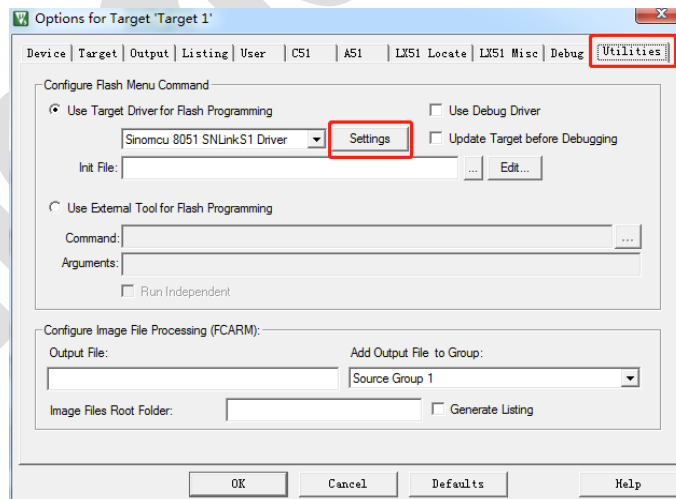 Options for Target 'Target 1'
Device Target Output Listing User C51 A51 LX51 Locate LX51 Misc Debug Utilities
Configure Flash Menu Command
Use Target Driver for Flash Programming Use Debug Driver
Sinomcu 8051 SNLinkS1 Driver Settings Update Target before Debugging
Init File: ... Edit...
Use External Tool for Flash Programming
Command: ...
Arguments:
Run Independent
Configure Image File Processing (FCARM):
Output File: Add Output File to Group:
Source Group 1
Image Files Root Folder: Generate Listing
OK Cancel Defaults Help